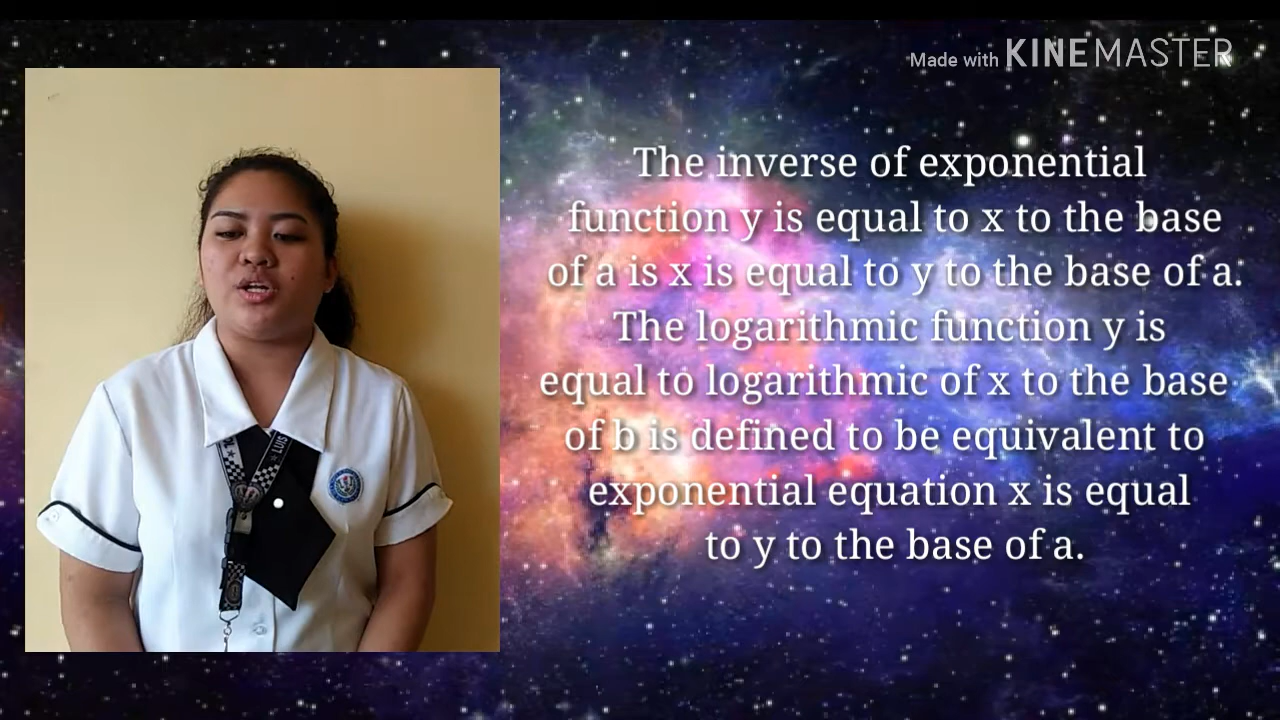 Made with KINEMASTER
The inverse of exponential
function y is equal to x to the base
of a is x is equal to y to the base of a.
The logarithmic function y is
equal to logarithmic of x to the base
of b is defined to be equivalent to
exponential equation x is equal
to y to the base of a.
LUIS